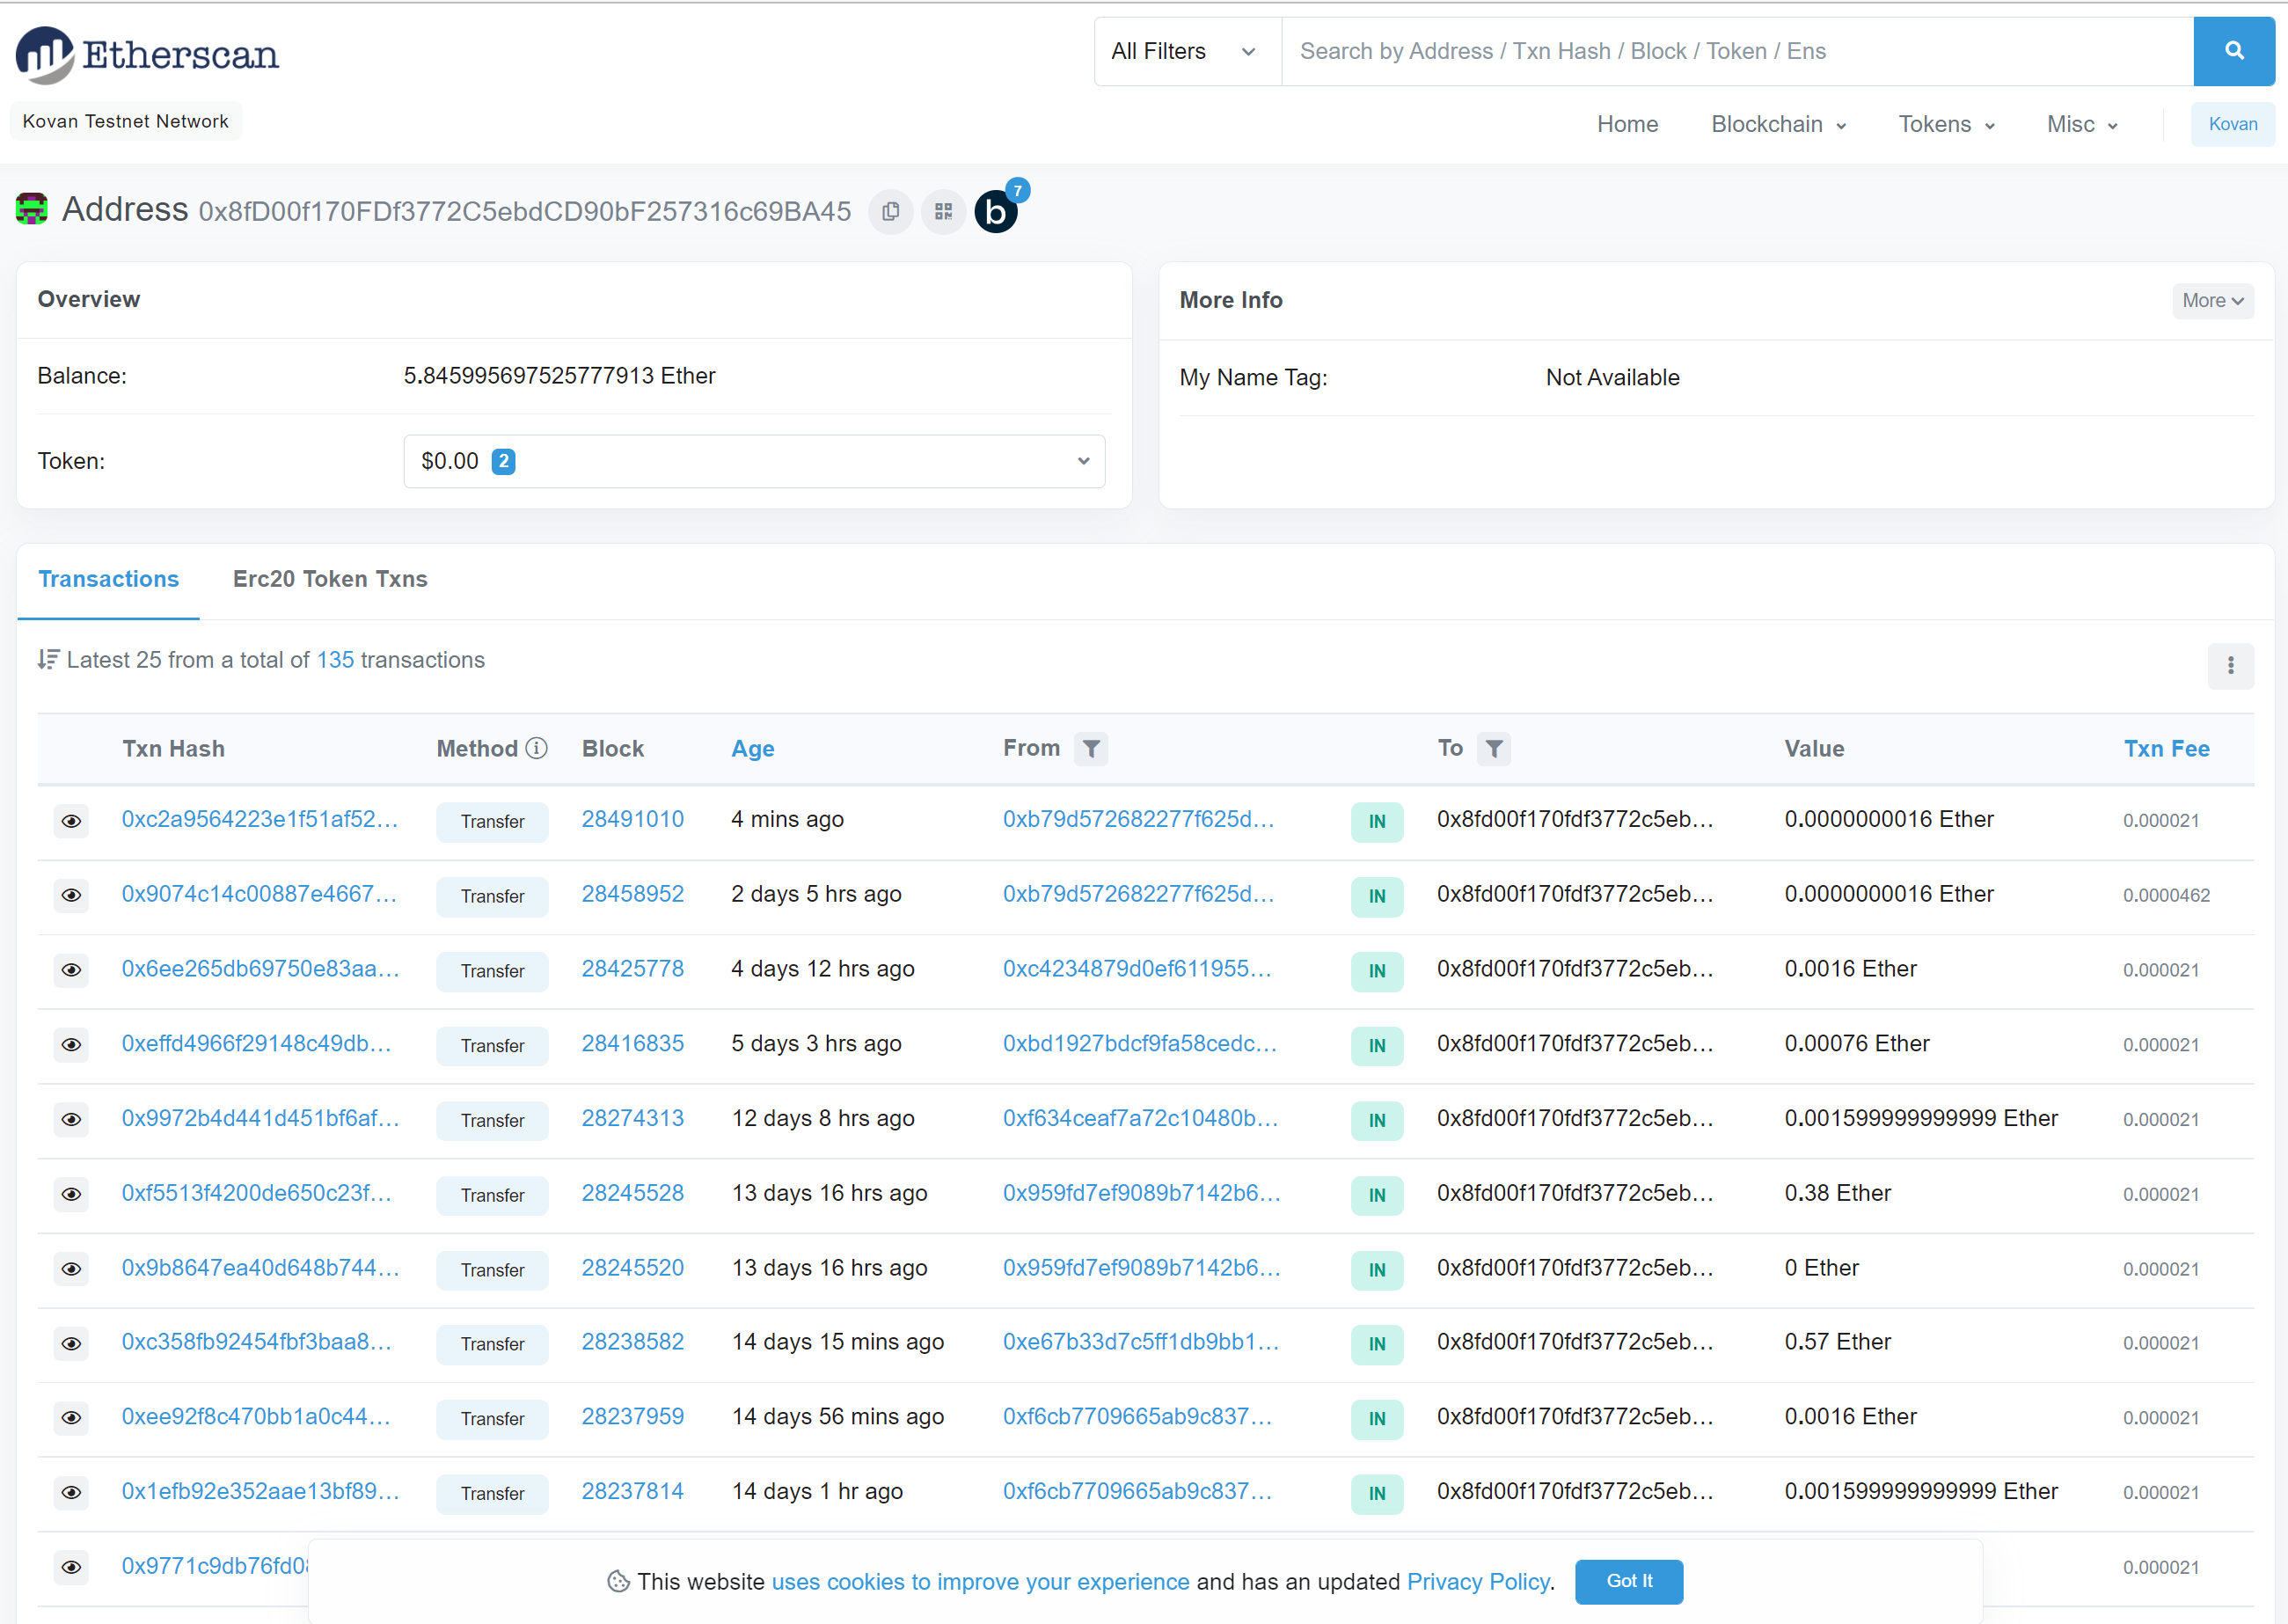 Etherscan
All Filters Search by Address / Txn Hash / Block / Token / Ens
Kovan Testnet Network
Home Blockchain Tokens Misc Kovan
Address 0x8fD00f170FDf3772C5ebdCD90bF257316c69BA45 b 7
Overview
Balance: 5.845995697525777913 Ether
Token: $0.00 2
More Info More
My Name Tag: Not Available
Transactions Erc20 Token Txns
Latest 25 from a total of 135 transactions
Txn Hash Method Block Age From To Value Txn Fee
0xc2a9564223e1f51af52... Transfer 28491010 4 mins ago 0xb79d572682277f625d... IN 0x8fd00f170fdf3772c5eb... 0.0000000016 Ether 0.000021
0x9074c14c00887e4667... Transfer 28458952 2 days 5 hrs ago 0xb79d572682277f625d... IN 0x8fd00f170fdf3772c5eb... 0.0000000016 Ether 0.0000462
0x6ee265db69750e83aa... Transfer 28425778 4 days 12 hrs ago 0xc4234879d0ef611955... IN 0x8fd00f170fdf3772c5eb... 0.0016 Ether 0.000021
0xeffd4966f29148c49db... Transfer 28416835 5 days 3 hrs ago 0xbd1927bdcf9fa58cedc... IN 0x8fd00f170fdf3772c5eb... 0.00076 Ether 0.000021
0x9972b4d441d451bf6af... Transfer 28274313 12 days 8 hrs ago 0xf634ceaf7a72c10480b... IN 0x8fd00f170fdf3772c5eb... 0.001599999999999 Ether 0.000021
0xf5513f4200de650c23f... Transfer 28245528 13 days 16 hrs ago 0x959fd7ef9089b7142b6... IN 0x8fd00f170fdf3772c5eb... 0.38 Ether 0.000021
0x9b8647ea40d648b744... Transfer 28245520 13 days 16 hrs ago 0x959fd7ef9089b7142b6... IN 0x8fd00f170fdf3772c5eb... 0 Ether 0.000021
0xc358fb92454fbf3baa8... Transfer 28238582 14 days 15 mins ago 0xe67b33d7c5ff1db9bb1... IN 0x8fd00f170fdf3772c5eb... 0.57 Ether 0.000021
0xee92f8c470bb1a0c44... Transfer 28237959 14 days 56 mins ago 0xf6cb7709665ab9c837... IN 0x8fd00f170fdf3772c5eb... 0.0016 Ether 0.000021
0x1efb92e352aae13bf89... Transfer 28237814 14 days 1 hr ago 0xf6cb7709665ab9c837... IN 0x8fd00f170fdf3772c5eb... 0.001599999999999 Ether 0.000021
0x9771c9db76fd0 0.000021
This website uses cookies to improve your experience and has an updated Privacy Policy. Got It